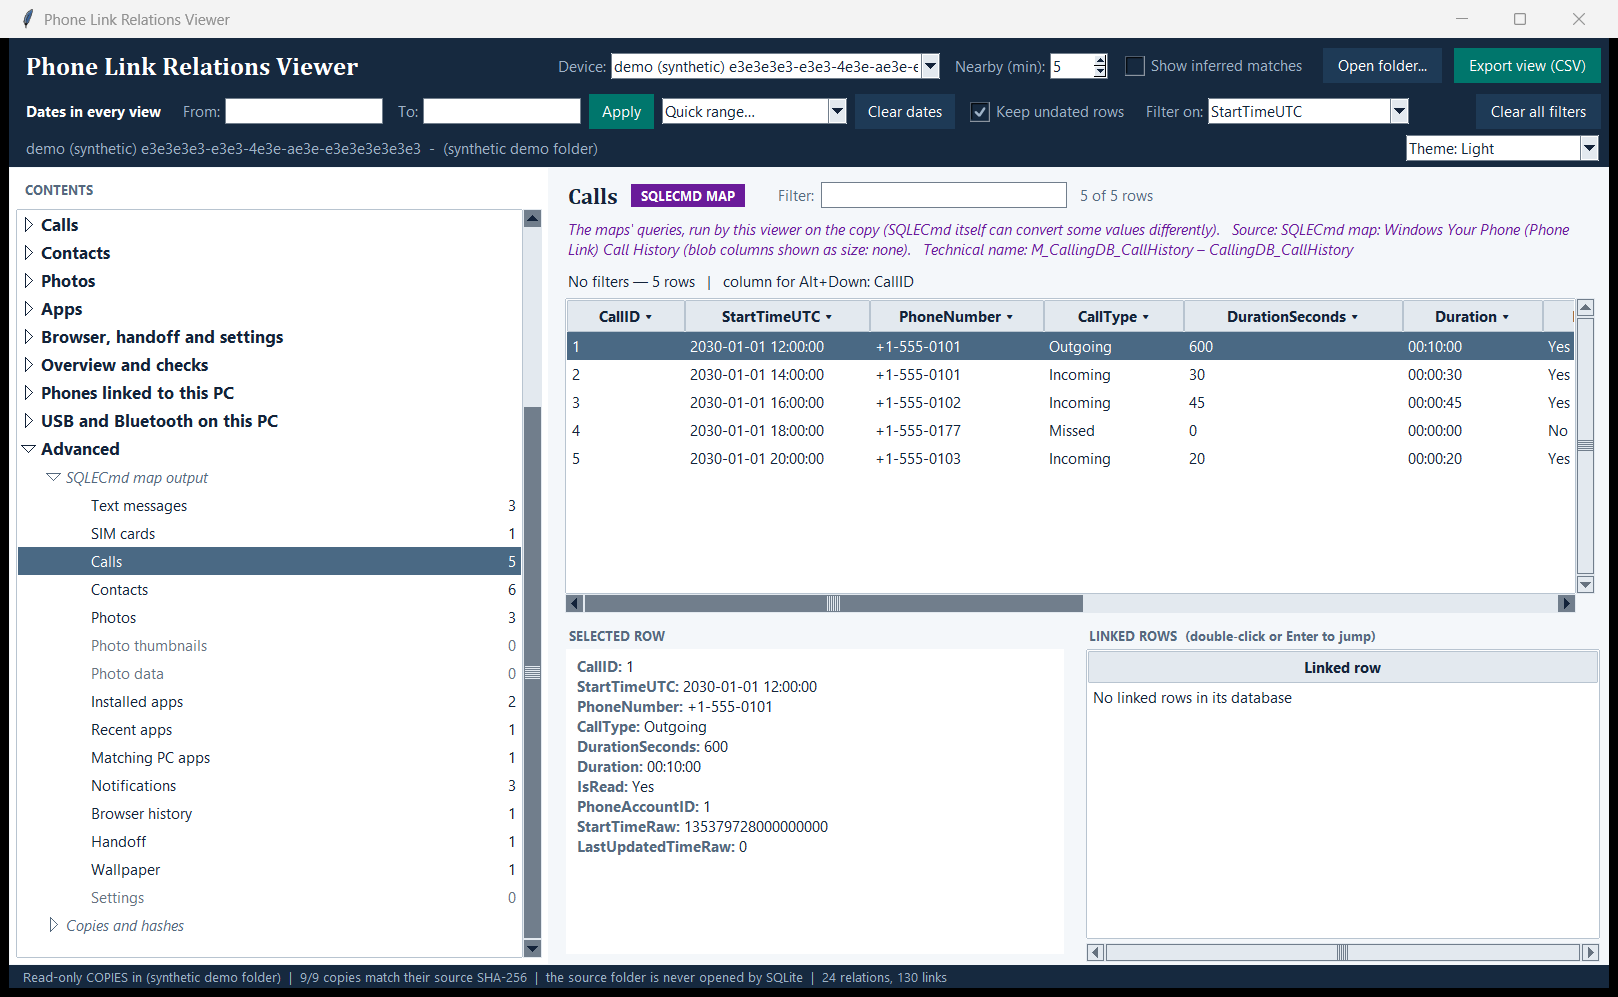 Phone Link Relations Viewer
Phone Link Relations Viewer
Device: demo (synthetic) e3e3e3e3-e3e3-4e3e-ae3e-e Nearby (min): 5 Show inferred matches Open folder... Export view (CSV)
Dates in every view From: To: Apply Quick range... Clear dates Keep undated rows Filter on: StartTimeUTC Clear all filters
demo (synthetic) e3e3e3e3-e3e3-4e3e-ae3e-e3e3e3e3e3e3 - (synthetic demo folder)
Theme: Light
CONTENTS
Calls
Contacts
Photos
Apps
Browser, handoff and settings
Overview and checks
Phones linked to this PC
USB and Bluetooth on this PC
Advanced
SQLECmd map output
Text messages 3
SIM cards 1
Calls 5
Contacts 6
Photos 3
Photo thumbnails 0
Photo data 0
Installed apps 2
Recent apps 1
Matching PC apps 1
Notifications 3
Browser history 1
Handoff 1
Wallpaper 1
Settings 0
Copies and hashes
Calls SQLECMD MAP Filter: 5 of 5 rows
The maps' queries, run by this viewer on the copy (SQLECmd itself can convert some values differently). Source: SQLECmd map: Windows Your Phone (Phone
Link) Call History (blob columns shown as size: none). Technical name: M_CallingDB_CallHistory – CallingDB_CallHistory
No filters — 5 rows | column for Alt+Down: CallID
CallID StartTimeUTC PhoneNumber CallType DurationSeconds Duration
1 2030-01-01 12:00:00 +1-555-0101 Outgoing 600 00:10:00 Yes
2 2030-01-01 14:00:00 +1-555-0101 Incoming 30 00:00:30 Yes
3 2030-01-01 16:00:00 +1-555-0102 Incoming 45 00:00:45 Yes
4 2030-01-01 18:00:00 +1-555-0177 Missed 0 00:00:00 No
5 2030-01-01 20:00:00 +1-555-0103 Incoming 20 00:00:20 Yes
SELECTED ROW
CallID: 1
StartTimeUTC: 2030-01-01 12:00:00
PhoneNumber: +1-555-0101
CallType: Outgoing
DurationSeconds: 600
Duration: 00:10:00
IsRead: Yes
PhoneAccountID: 1
StartTimeRaw: 135379728000000000
LastUpdatedTimeRaw: 0
LINKED ROWS (double-click or Enter to jump)
Linked row
No linked rows in its database
Read-only COPIES in (synthetic demo folder) | 9/9 copies match their source SHA-256 | the source folder is never opened by SQLite | 24 relations, 130 links